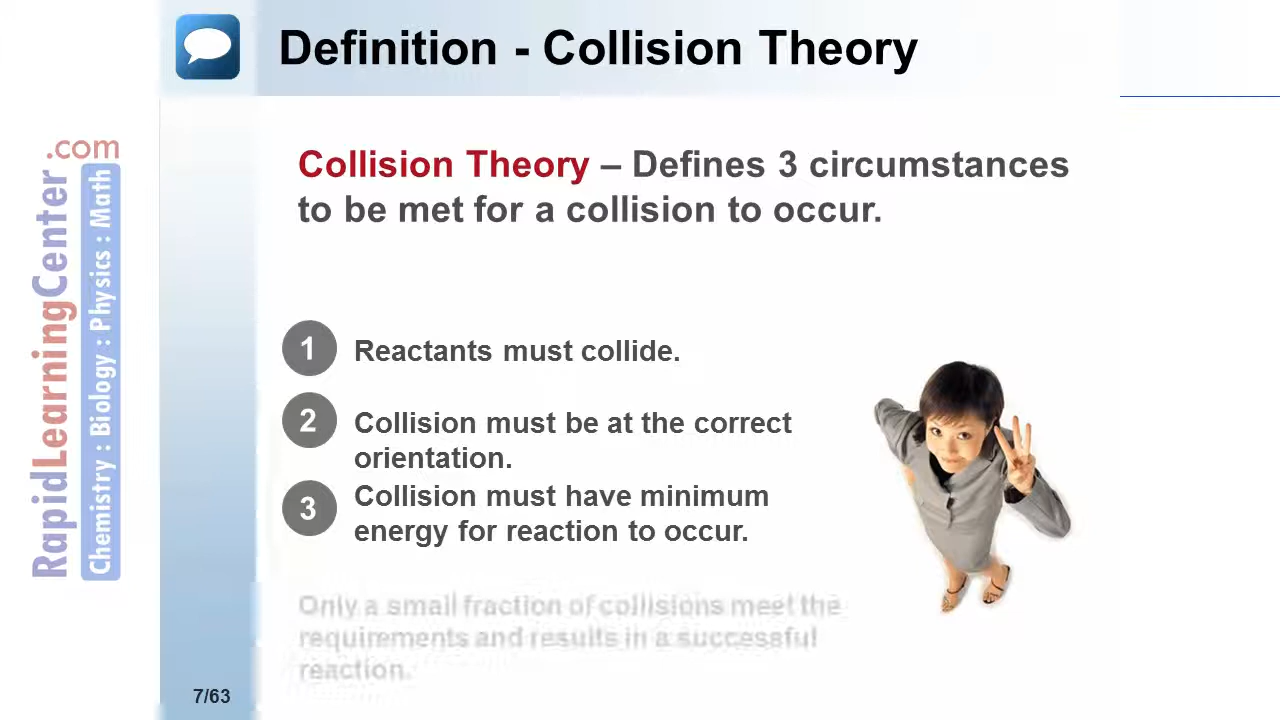 Definition - Collision Theory
.com
RapidLearningCenter
Chemistry : Biology : Physics : Math
Collision Theory – Defines 3 circumstances
to be met for a collision to occur.
1 Reactants must collide.
2 Collision must be at the correct
orientation.
3 Collision must have minimum
energy for reaction to occur.
Only a small fraction of collisions meet the
requirements and results in a successful
reaction.
7/63